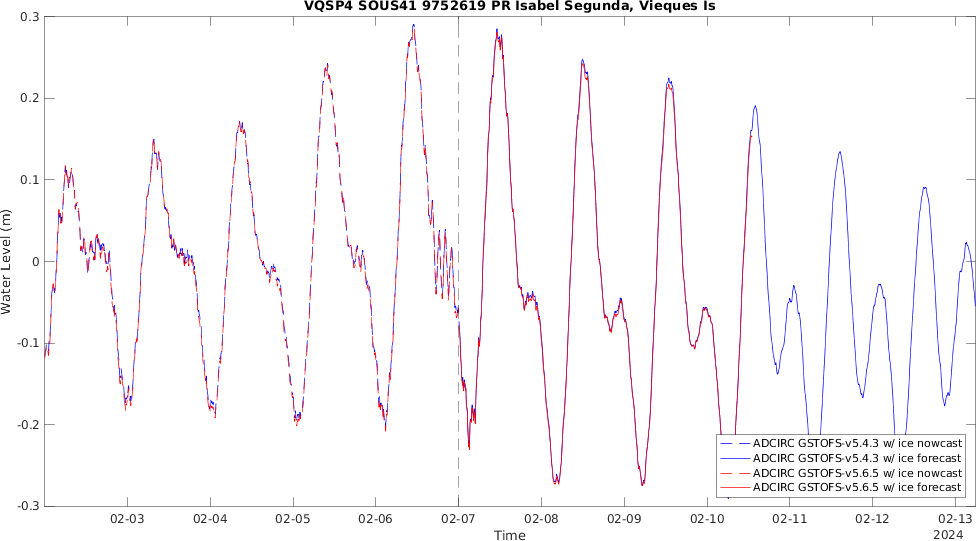 VQSP4 SOUS41 9752619 PR Isabel Segunda, Vieques Is
Water Level (m)
0.3
0.2
0.1
0
-0.1
-0.2
-0.3
ADCIRC GSTOFS-v5.4.3 w/ ice nowcast
ADCIRC GSTOFS-v5.4.3 w/ ice forecast
ADCIRC GSTOFS-v5.6.5 w/ ice nowcast
ADCIRC GSTOFS-v5.6.5 w/ ice forecast
02-03 02-04 02-05 02-06 02-07 02-08 02-09 02-10 02-11 02-12 02-13
Time 2024